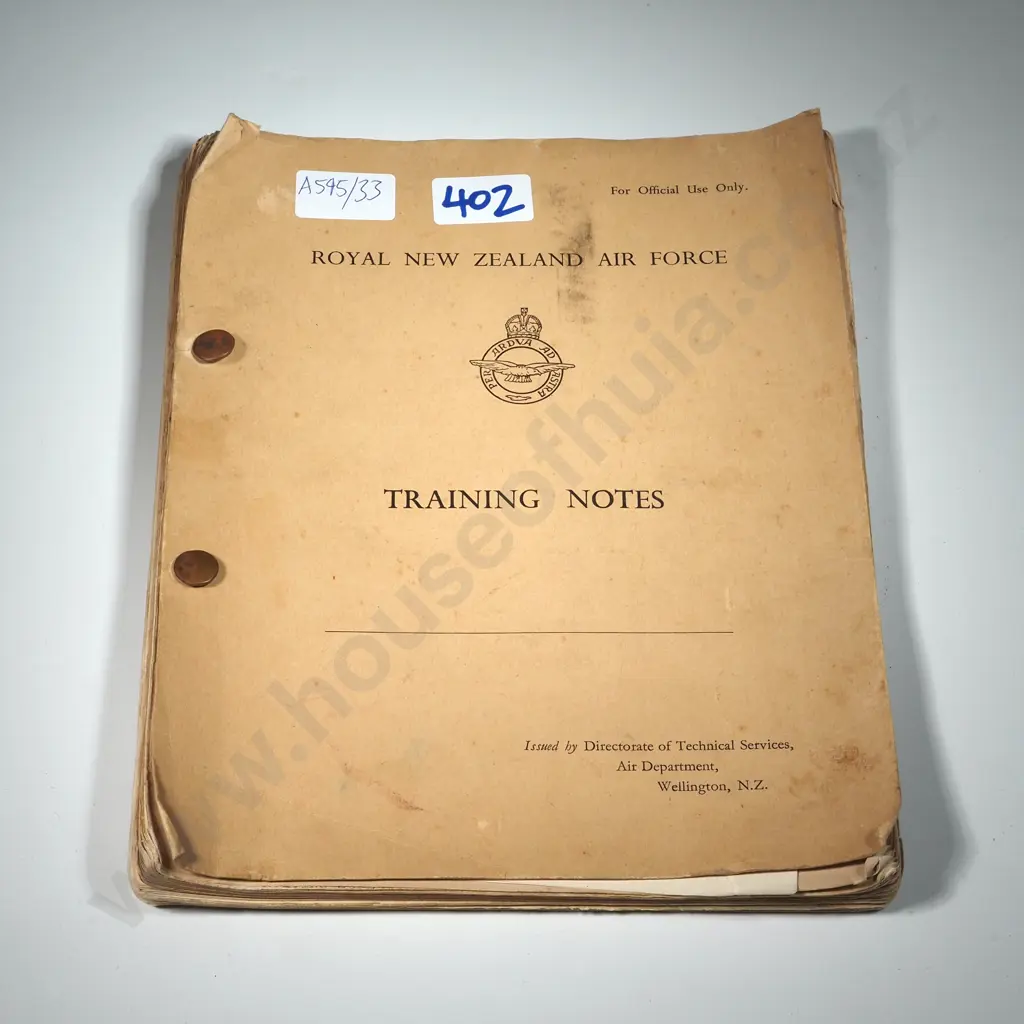 A545/33
402
For Official Use Only.
ROYAL NEW ZEALAND AIR FORCE
PER ARDVA AD ASTRA
TRAINING NOTES
Issued by Directorate of Technical Services,
Air Department,
Wellington, N.Z.
www.houseofhuia.co.nz